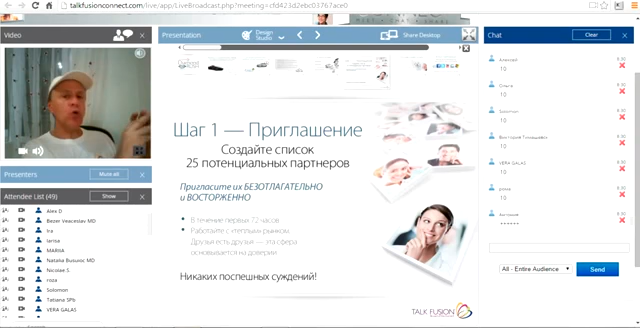 talkfusionconnect.com/live/app/LiveBroadcast.php?meeting=cfd423d2ebc03767ace0
Video
Presentation
Design Studio
Share Desktop
Chat
Clear
Шаг 1 — Приглашение
Создайте список
25 потенциальных партнеров
Пригласите их БЕЗОТЛАГАТЕЛЬНО
и ВОСТОРЖЕННО
В течение первых 72 часов
Работайте с «теплым» рынком.
Друзья есть друзья — эта сфера
основывается на доверии
Никаких поспешных суждений!
TALK FUSION
Presenters
Mute all
Attendee List (49)
Show
Alex D
Bezer Veaceslav MD
Ira
larisa
MARISA
Natalia Busuioc MD
Nicolae S
roza
Solomon
Tatiana SPb
VERA GALAS
Алексей
10
Ольга
10
Solomon
10
Виктория Тимашевск
10
VERA GALAS
10
10
All - Entire Audience
Send